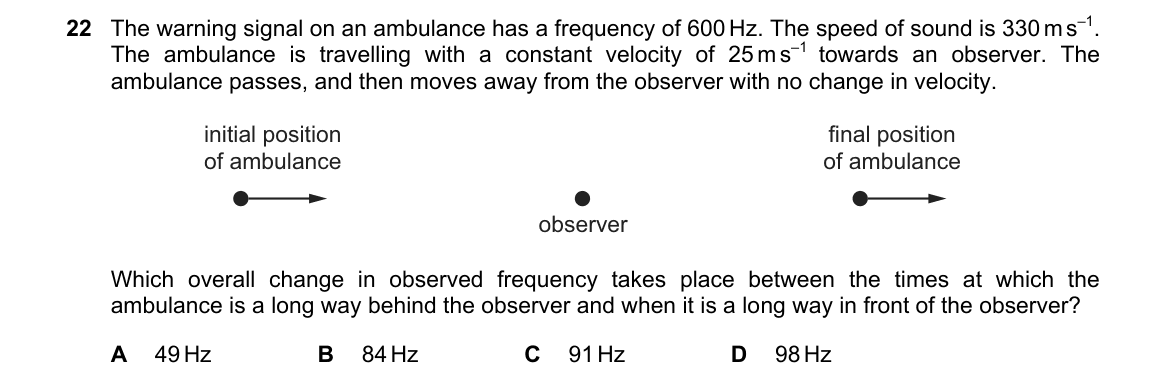 22 The warning signal on an ambulance has a frequency of 600 Hz. The speed of sound is 330 m s⁻¹.
The ambulance is travelling with a constant velocity of 25 m s⁻¹ towards an observer. The
ambulance passes, and then moves away from the observer with no change in velocity.
initial position
of ambulance
final position
of ambulance
observer
Which overall change in observed frequency takes place between the times at which the
ambulance is a long way behind the observer and when it is a long way in front of the observer?
A 49 Hz B 84 Hz C 91 Hz D 98 Hz